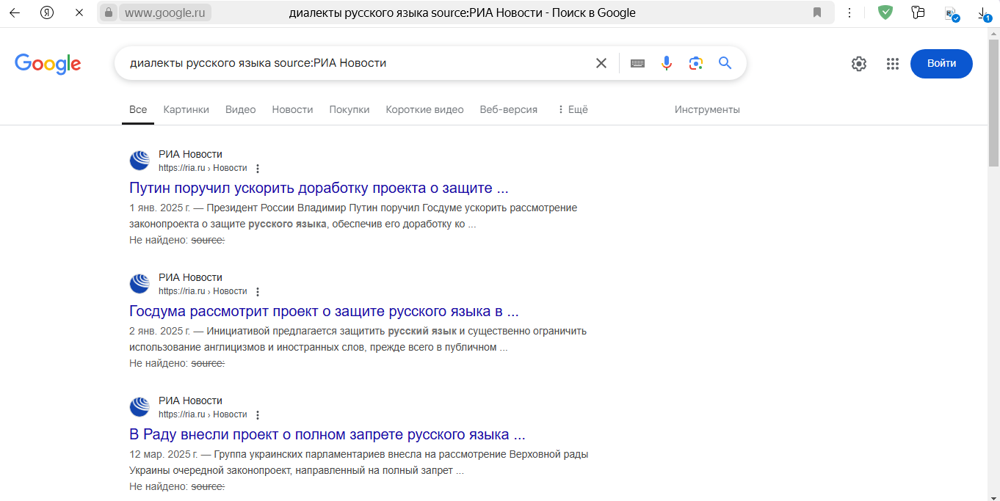 www.google.ru
диалекты русского языка source:РИА Новости - Поиск в Google
1
Google
диалекты русского языка source:РИА Новости
Войти
Все Картинки Видео Новости Покупки Короткие видео Веб-версия Ещё Инструменты
РИА Новости
https://ria.ru › Новости
Путин поручил ускорить доработку проекта о защите ...
1 янв. 2025 г. — Президент России Владимир Путин поручил Госдуме ускорить рассмотрение
законопроекта о защите русского языка, обеспечив его доработку ко ...
Не найдено: source:
РИА Новости
https://ria.ru › Новости
Госдума рассмотрит проект о защите русского языка в ...
2 янв. 2025 г. — Инициативой предлагается защитить русский язык и существенно ограничить
использование англицизмов и иностранных слов, прежде всего в публичном ...
Не найдено: source:
РИА Новости
https://ria.ru › Новости
В Раду внесли проект о полном запрете русского языка ...
12 мар. 2025 г. — Группа украинских парламентариев внесла на рассмотрение Верховной рады
Украины очередной законопроект, направленный на полный запрет ...
Не найдено: source: